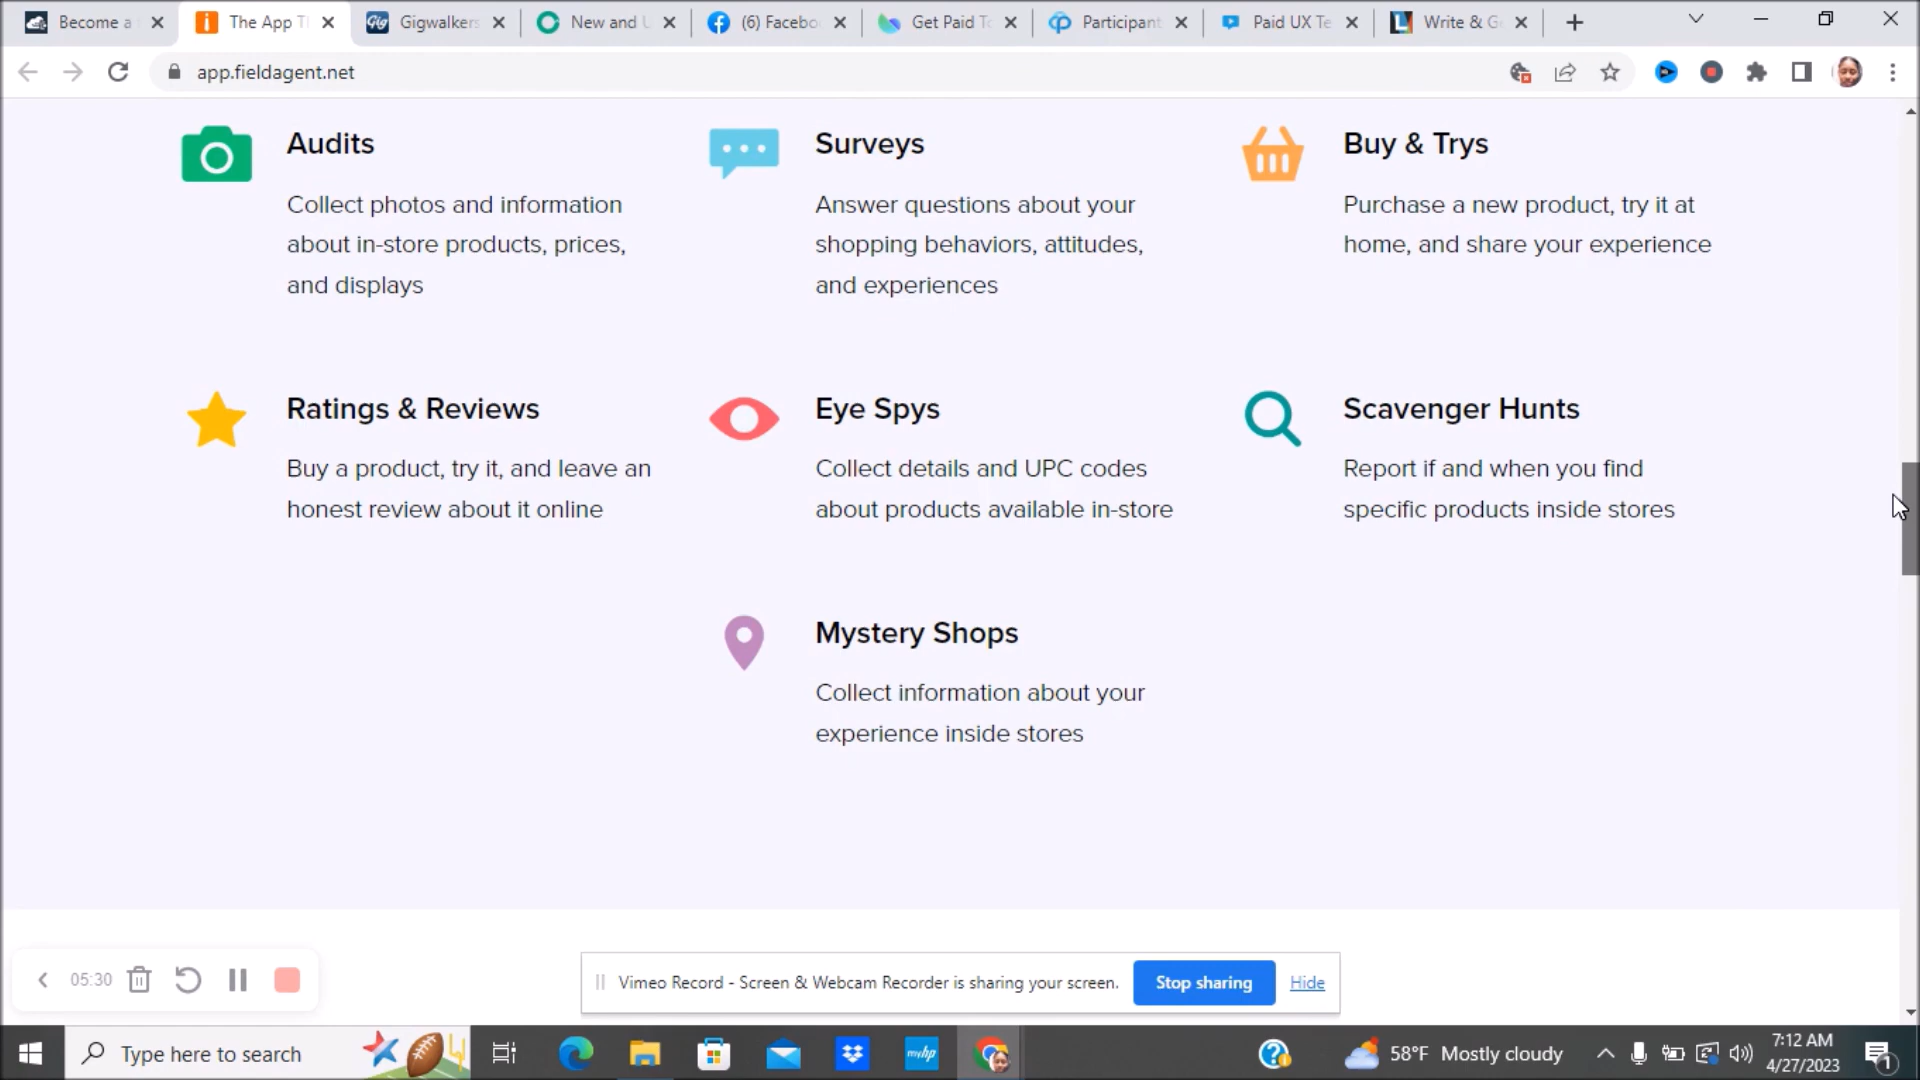 Become a
The App T
Gig Gigwalkers
New and U
(6) Facebo
Get Paid T
Participant
Paid UX Te
Write & G
app.fieldagent.net
Audits
Collect photos and information
about in-store products, prices,
and displays
Surveys
Answer questions about your
shopping behaviors, attitudes,
and experiences
Buy & Trys
Purchase a new product, try it at
home, and share your experience
Ratings & Reviews
Buy a product, try it, and leave an
honest review about it online
Eye Spys
Collect details and UPC codes
about products available in-store
Scavenger Hunts
Report if and when you find
specific products inside stores
Mystery Shops
Collect information about your
experience inside stores
05:30
Vimeo Record - Screen & Webcam Recorder is sharing your screen.
Stop sharing
Hide
Type here to search
myhp
58°F Mostly cloudy
7:12 AM
4/27/2023
1